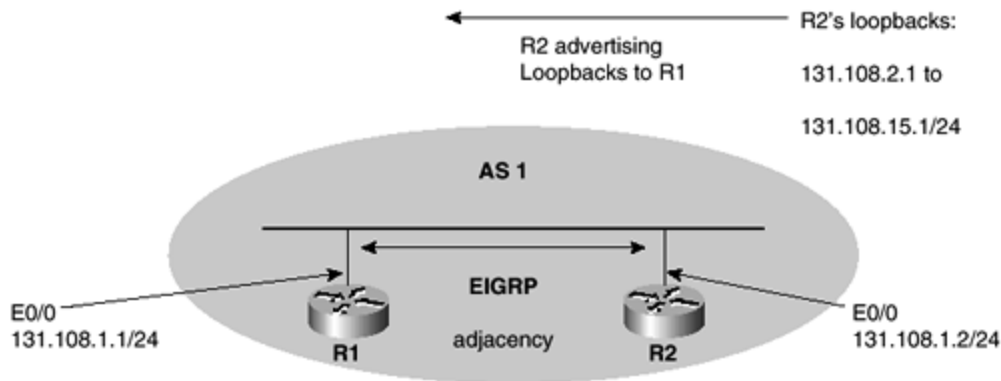 R2's loopbacks:
R2 advertising
Loopbacks to R1
131.108.2.1 to
131.108.15.1/24
AS 1
EIGRP
adjacency
E0/0
131.108.1.1/24
R1
R2
E0/0
131.108.1.2/24